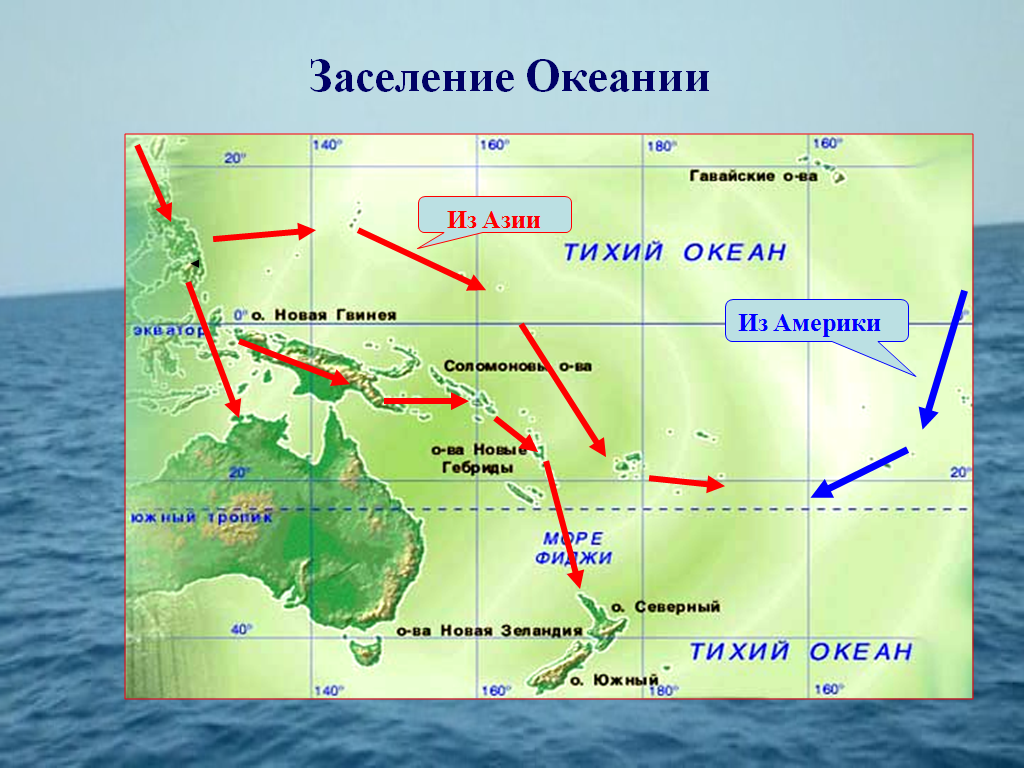 Заселение Океании
140°
160°
180°
160°
20°
Гавайские о-ва
Из Азии
ТИХИЙ ОКЕАН
0°
о. Новая Гвинея
экватор
Из Америки
0°
Соломоновы о-ва
о-ва Новые
Гебриды
20°
20°
южный тропик
МОРЕ
ФИДЖИ
о. Северный
40°
о-ва Новая Зеландия
ТИХИЙ ОКЕАН
о. Южный
140°
160°
180°
160°